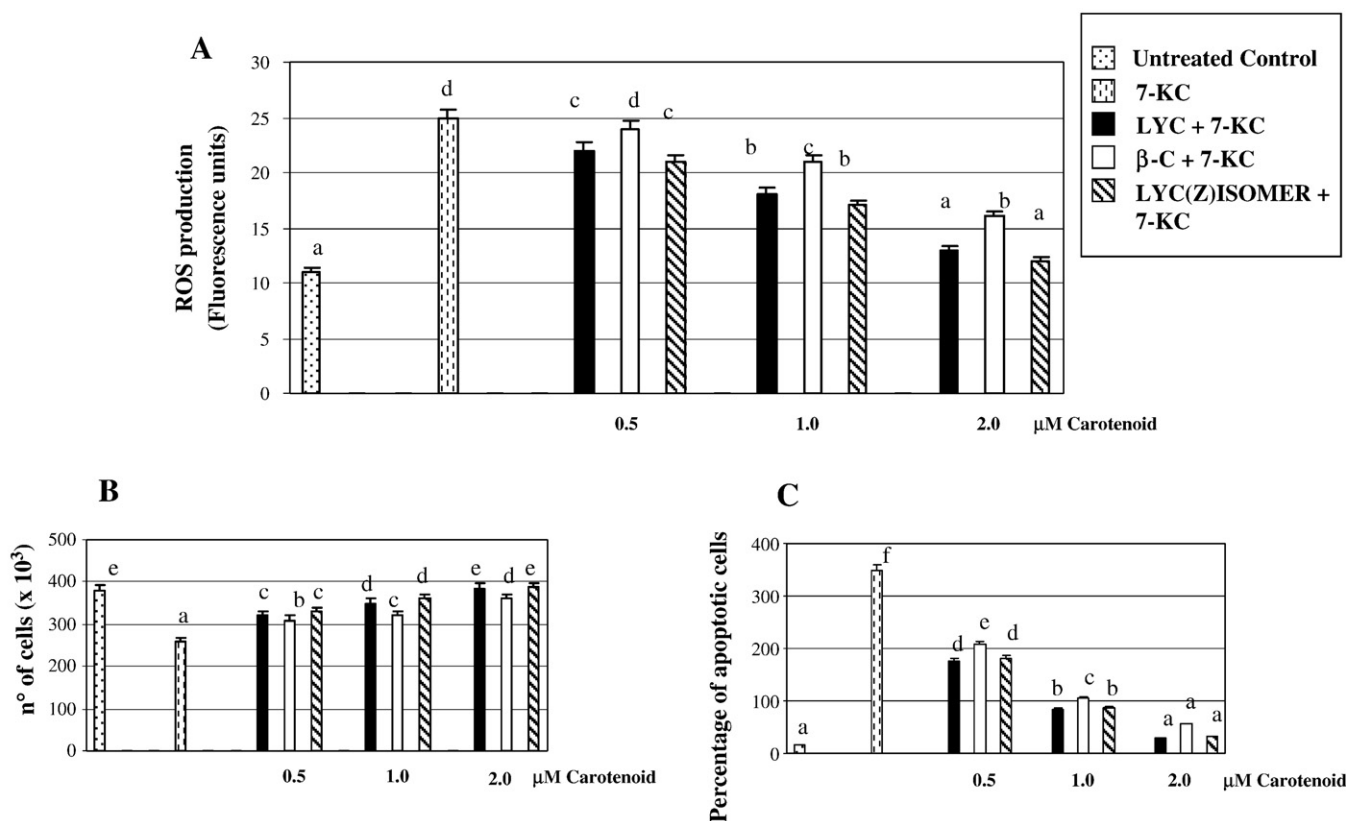 A
Untreated Control
7-KC
LYC + 7-KC
β-C + 7-KC
LYC(Z)ISOMER +
7-KC
ROS production
(Fluorescence units)
30
25
20
15
10
5
0
a
d
c
d
c
b
c
b
a
b
a
0.5 1.0 2.0 μM Carotenoid
B
n° of cells (x 10³)
500
400
300
200
100
0
e
a
c
b
c
d
c
d
e
d
e
0.5 1.0 2.0 μM Carotenoid
C
Percentage of apoptotic cells
400
300
200
100
0
a
f
d
e
d
b
c
b
a
a
a
0.5 1.0 2.0 μM Carotenoid